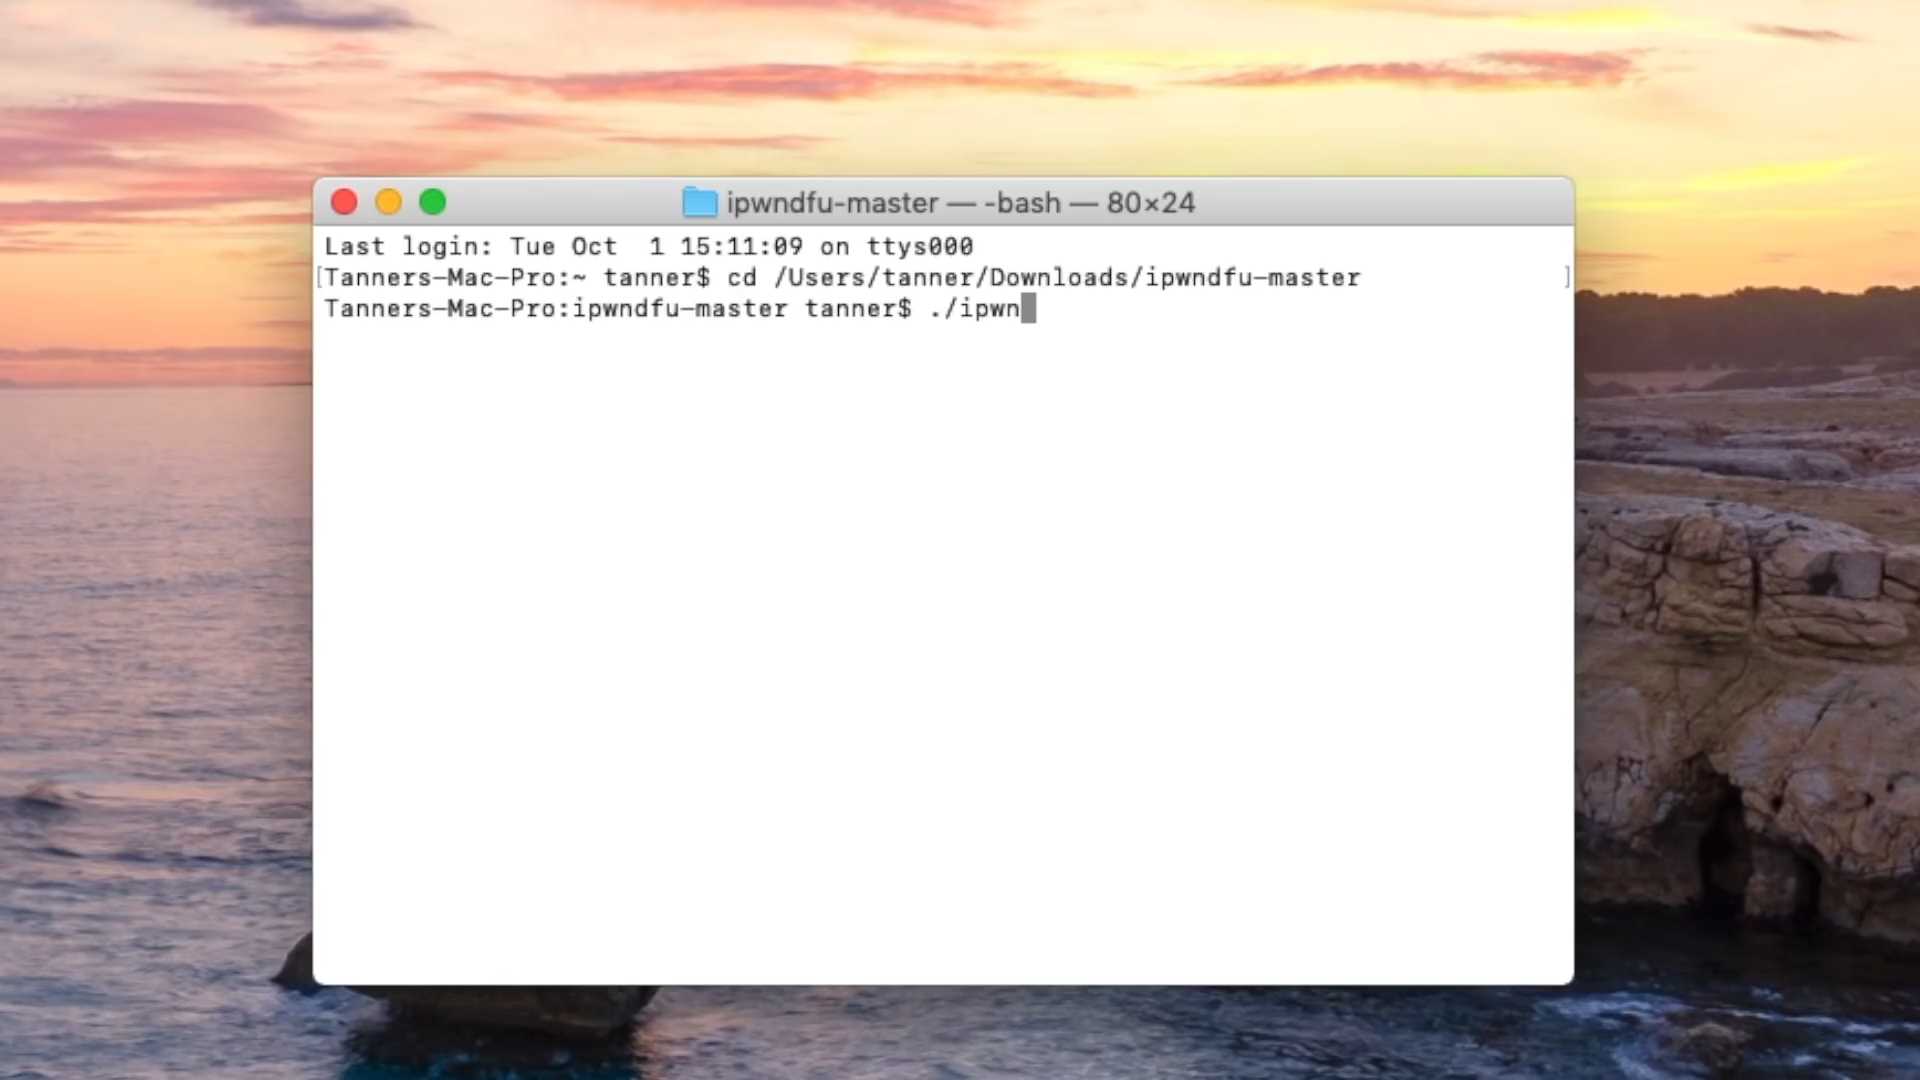 ipwndfu-master — -bash — 80×24
Last login: Tue Oct  1 15:11:09 on ttys000
[Tanners-Mac-Pro:~ tanner$ cd /Users/tanner/Downloads/ipwndfu-master ]
Tanners-Mac-Pro:ipwndfu-master tanner$ ./ipwn